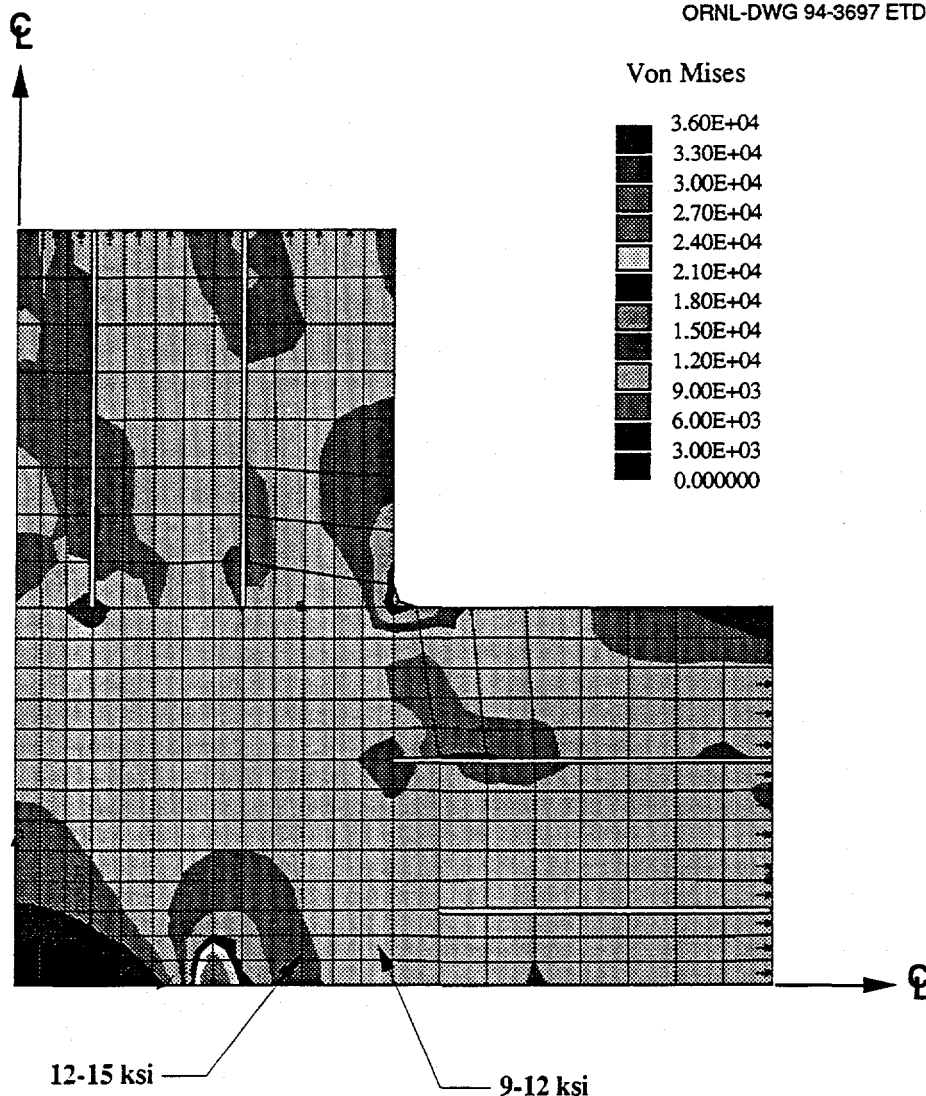 ORNL-DWG 94-3697 ETD
℄
Von Mises
3.60E+04
3.30E+04
3.00E+04
2.70E+04
2.40E+04
2.10E+04
1.80E+04
1.50E+04
1.20E+04
9.00E+03
6.00E+03
3.00E+03
0.000000
℄
12-15 ksi
9-12 ksi